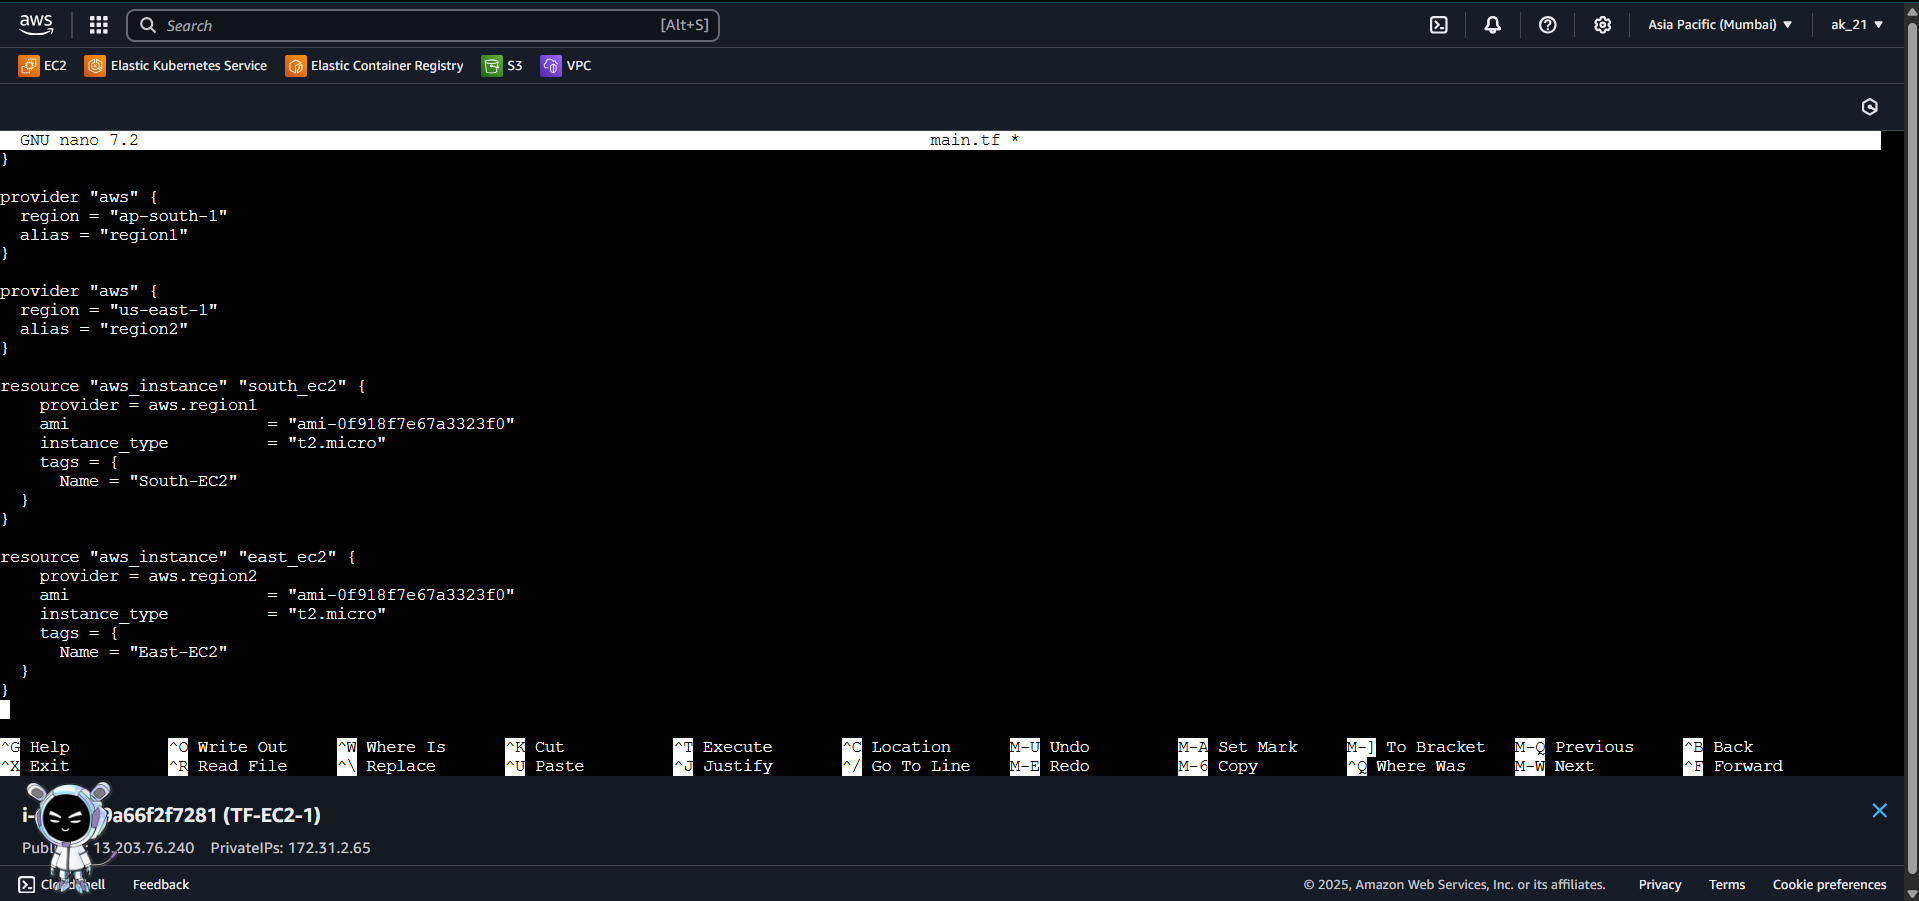 aws
Search [Alt+S]
Asia Pacific (Mumbai) ▼ ak_21 ▼
EC2 Elastic Kubernetes Service Elastic Container Registry S3 VPC
GNU nano 7.2 main.tf *
}
provider "aws" {
region = "ap-south-1"
alias = "region1"
}
provider "aws" {
region = "us-east-1"
alias = "region2"
}
resource "aws_instance" "south_ec2" {
provider = aws.region1
ami = "ami-0f918f7e67a3323f0"
instance_type = "t2.micro"
tags = {
Name = "South-EC2"
}
}
resource "aws_instance" "east_ec2" {
provider = aws.region2
ami = "ami-0f918f7e67a3323f0"
instance_type = "t2.micro"
tags = {
Name = "East-EC2"
}
}
^G Help ^O Write Out ^W Where Is ^K Cut ^T Execute ^C Location M-U Undo M-A Set Mark M-] To Bracket M-Q Previous ^B Back
^X Exit ^R Read File ^\ Replace ^U Paste ^J Justify ^/ Go To Line M-E Redo M-6 Copy ^Q Where Was M-W Next ^F Forward
a66f2f7281 (TF-EC2-1)
13.203.76.240 PrivateIPs: 172.31.2.65
Feedback © 2025, Amazon Web Services, Inc. or its affiliates. Privacy Terms Cookie preferences